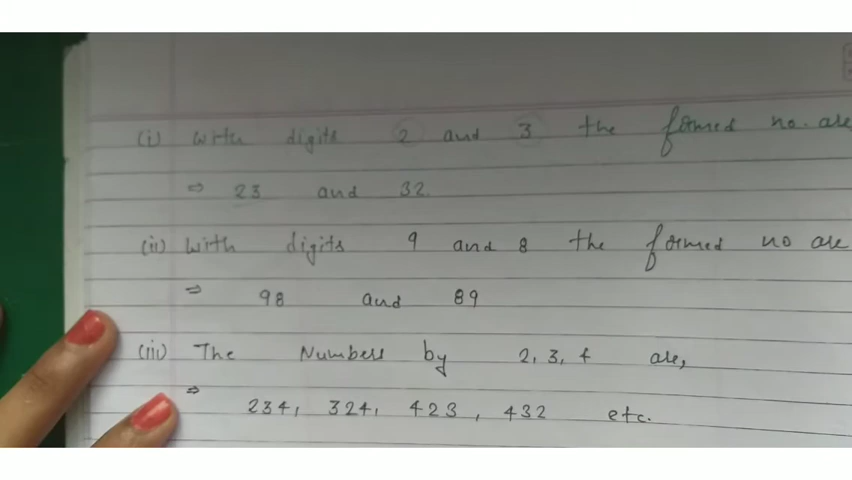 (i) With digits 2 and 3 the formed no. are
⇒ 23 and 32.
(ii) With digits 9 and 8 the formed no are
⇒ 98 and 89
(iii) The Numbers by 2, 3, 4 are,
⇒
234, 324, 423, 432 etc.